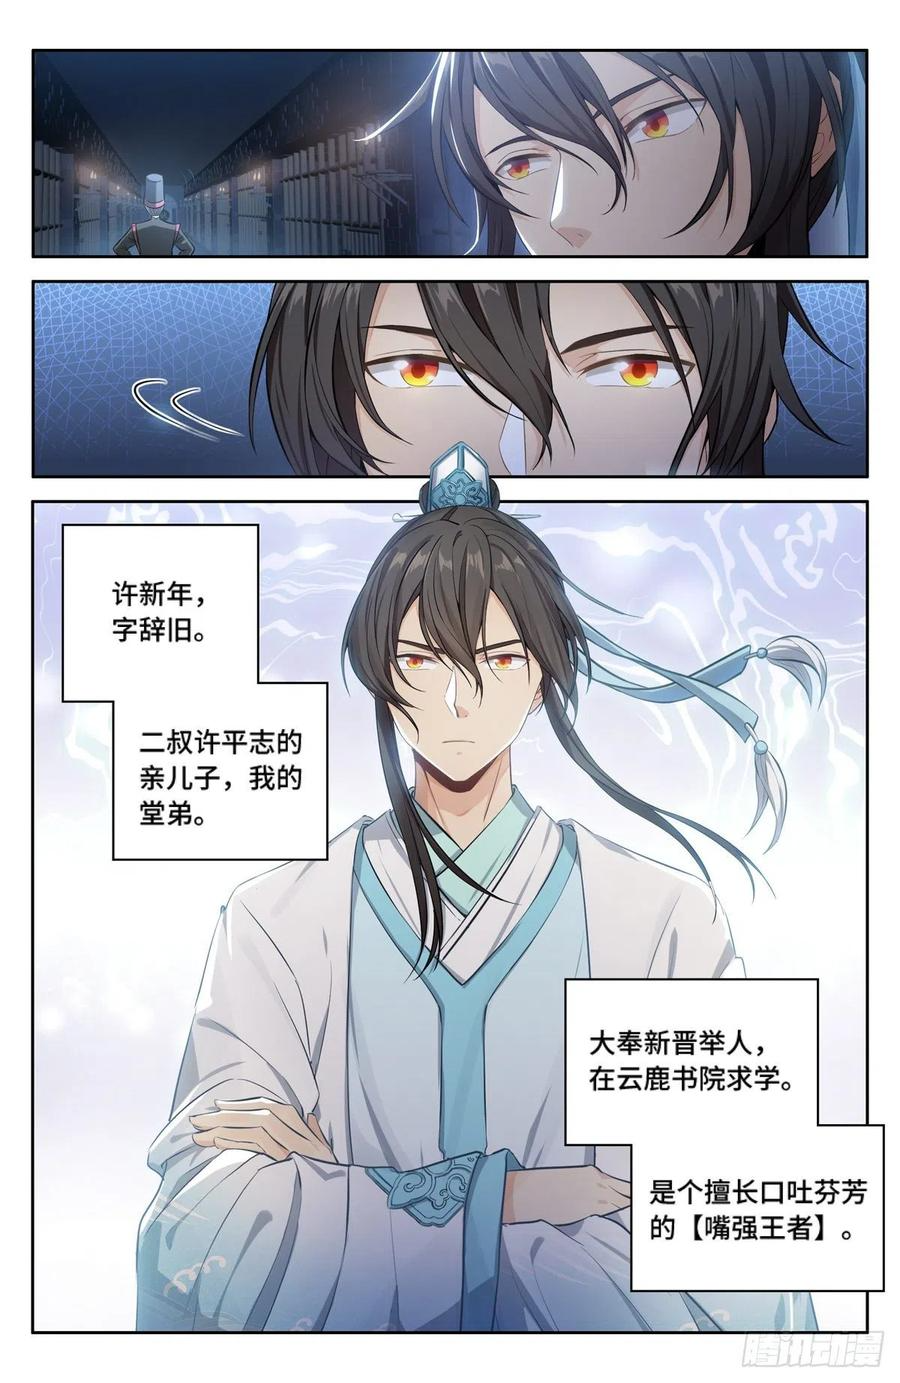 许新年，
字辞旧。
二叔许平志的
亲儿子，我的
堂弟。
大奉新晋举人，
在云鹿书院求学。
是个擅长口吐芬芳
的【嘴强王者】。
腾讯动漫